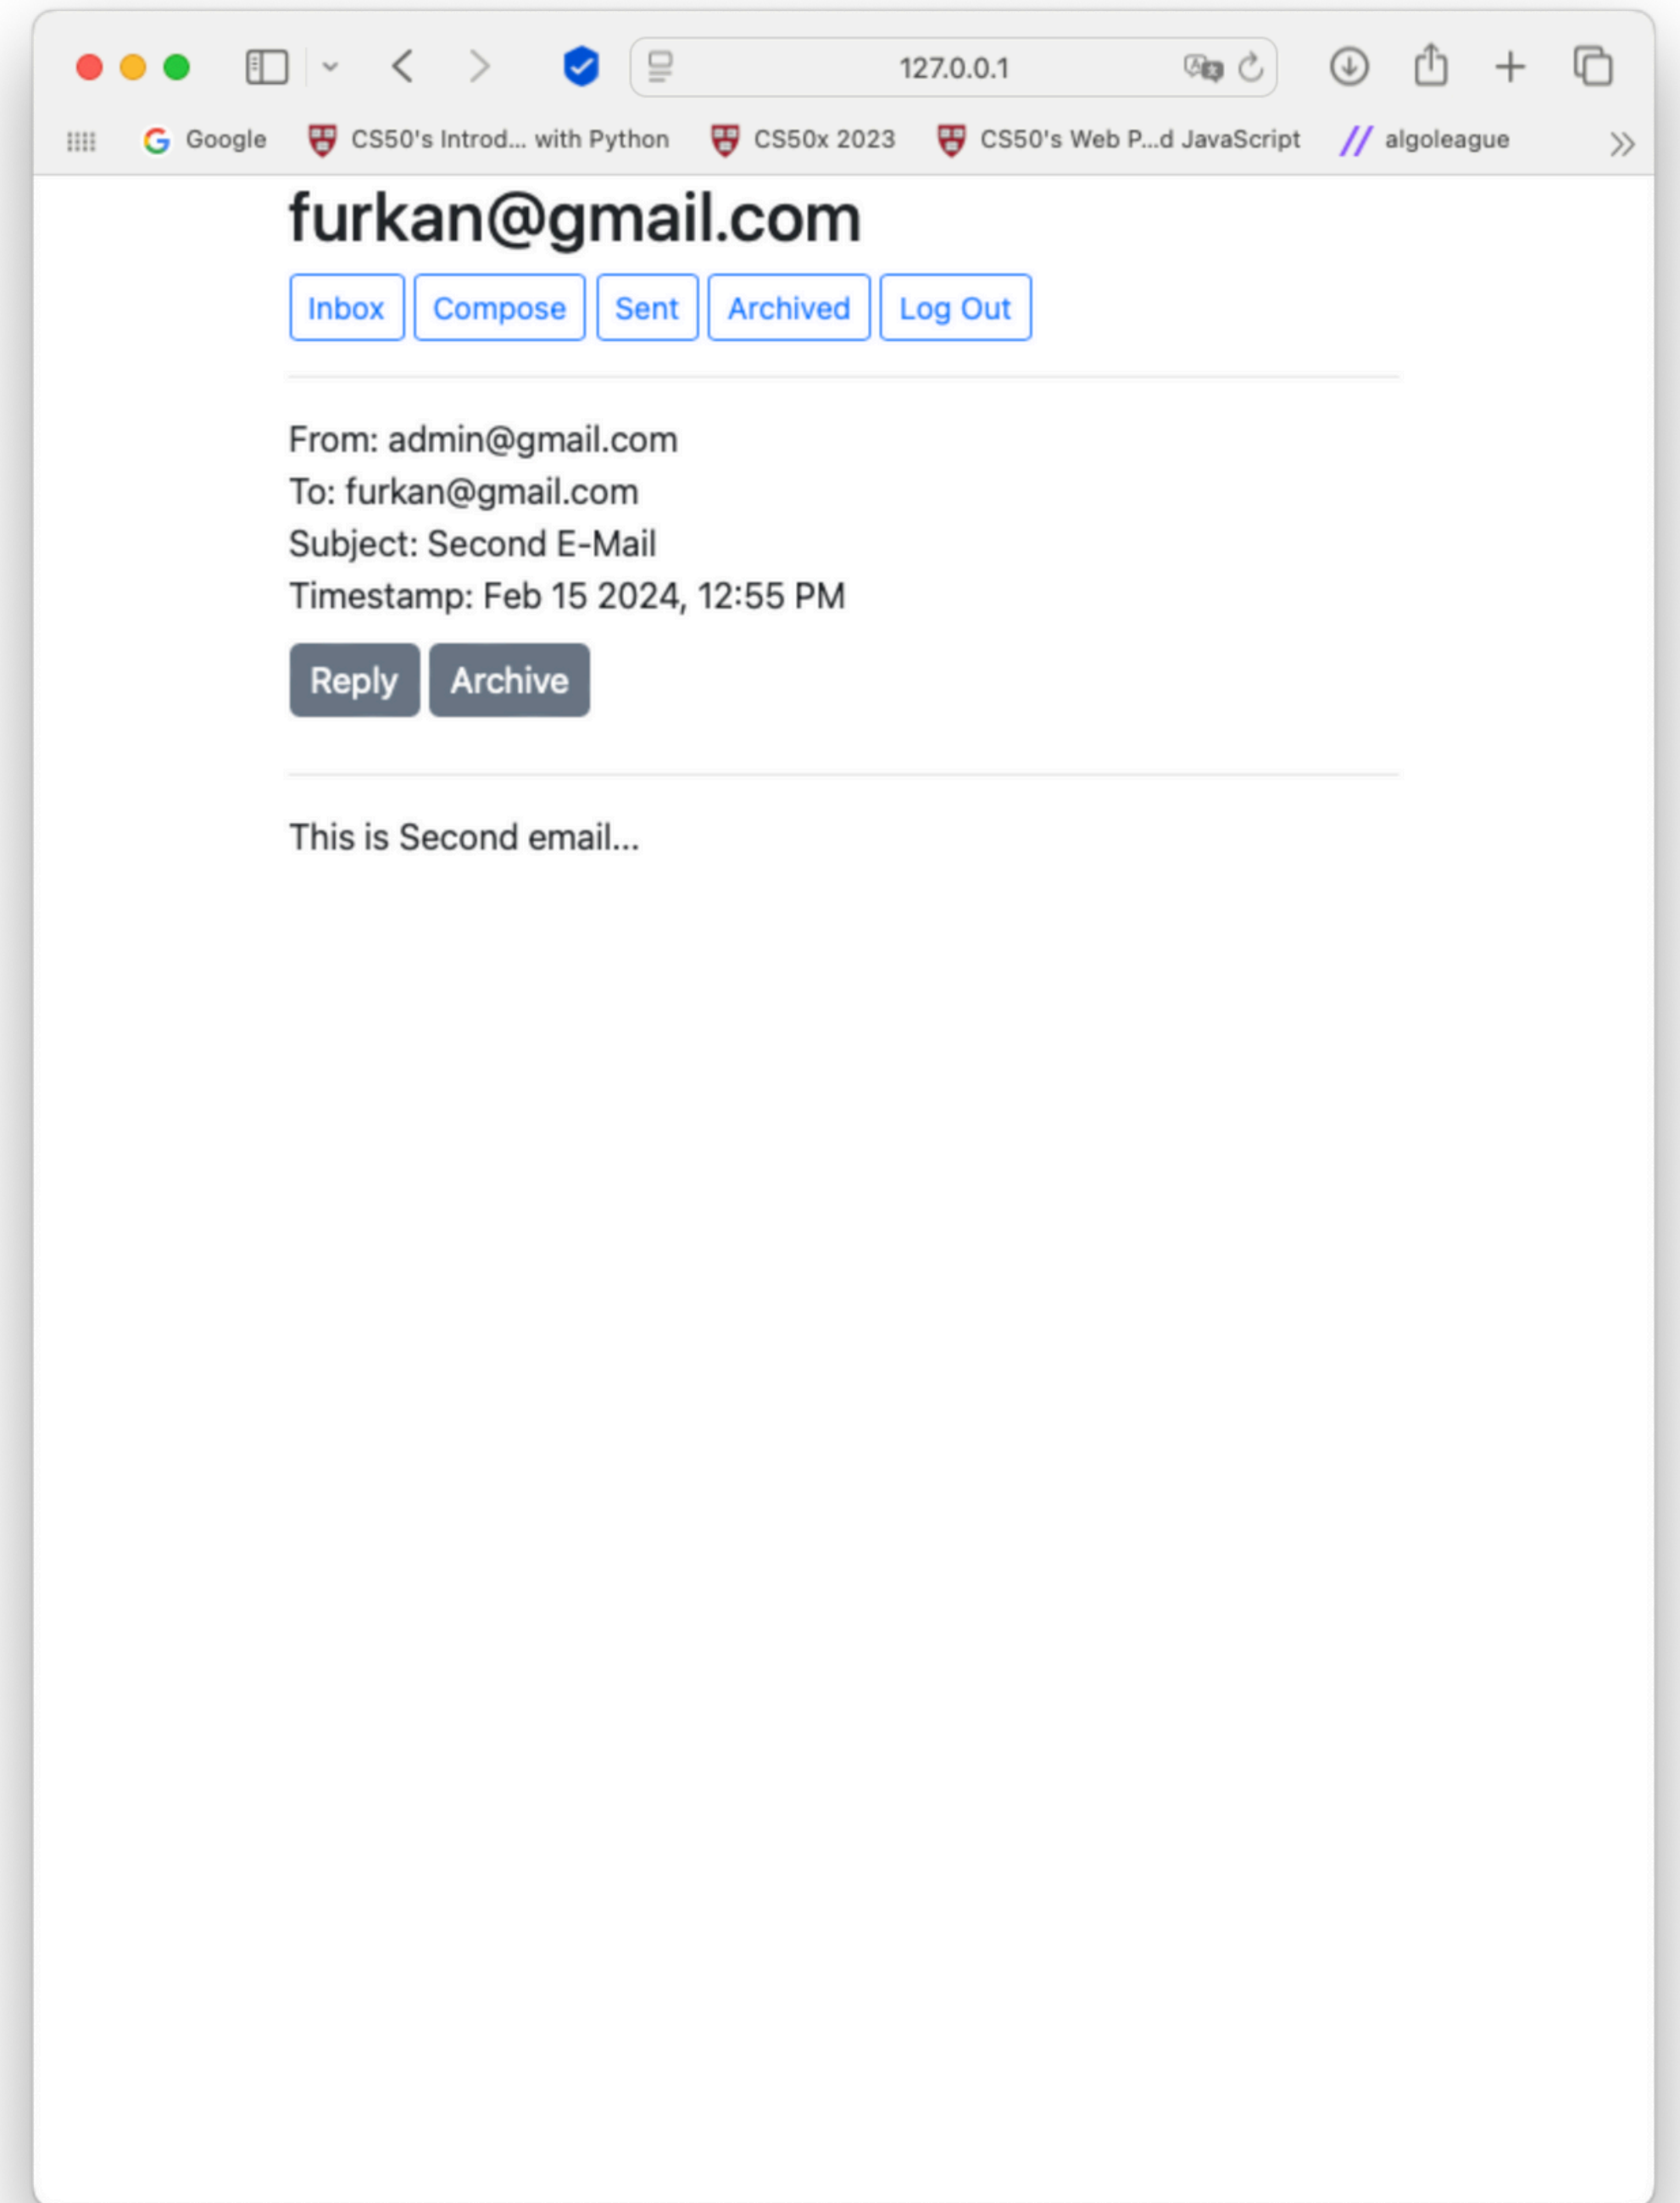 127.0.0.1
Google CS50's Introd... with Python CS50x 2023 CS50's Web P...d JavaScript algoleague
furkan@gmail.com
Inbox Compose Sent Archived Log Out
From: admin@gmail.com
To: furkan@gmail.com
Subject: Second E-Mail
Timestamp: Feb 15 2024, 12:55 PM
Reply Archive
This is Second email...